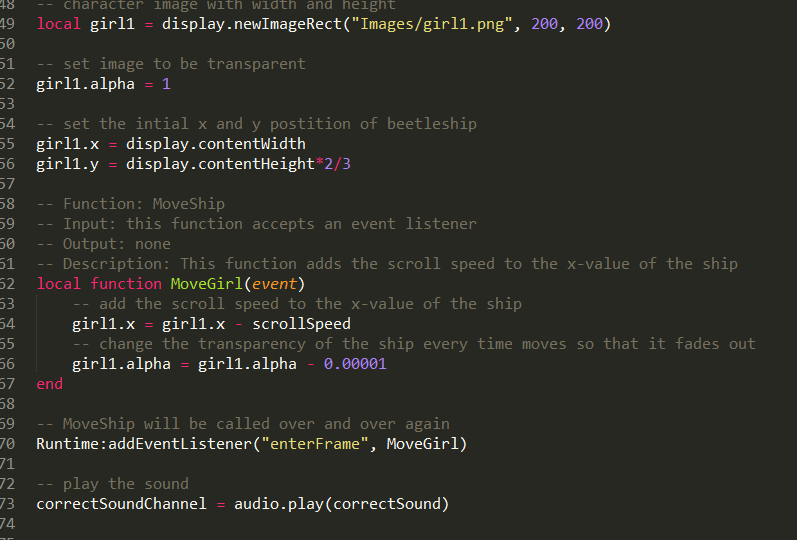 48 -- character image with width and height
49 local girl1 = display.newImageRect("Images/girl1.png", 200, 200)
50
51 -- set image to be transparent
52 girl1.alpha = 1
53
54 -- set the intial x and y postition of beetleship
55 girl1.x = display.contentWidth
56 girl1.y = display.contentHeight*2/3
57
58 -- Function: MoveShip
59 -- Input: this function accepts an event listener
60 -- Output: none
61 -- Description: This function adds the scroll speed to the x-value of the ship
62 local function MoveGirl(event)
63 -- add the scroll speed to the x-value of the ship
64 girl1.x = girl1.x - scrollSpeed
65 -- change the transparency of the ship every time moves so that it fades out
66 girl1.alpha = girl1.alpha - 0.00001
67 end
68
69 -- MoveShip will be called over and over again
70 Runtime:addEventListener("enterFrame", MoveGirl)
71
72 -- play the sound
73 correctSoundChannel = audio.play(correctSound)
74